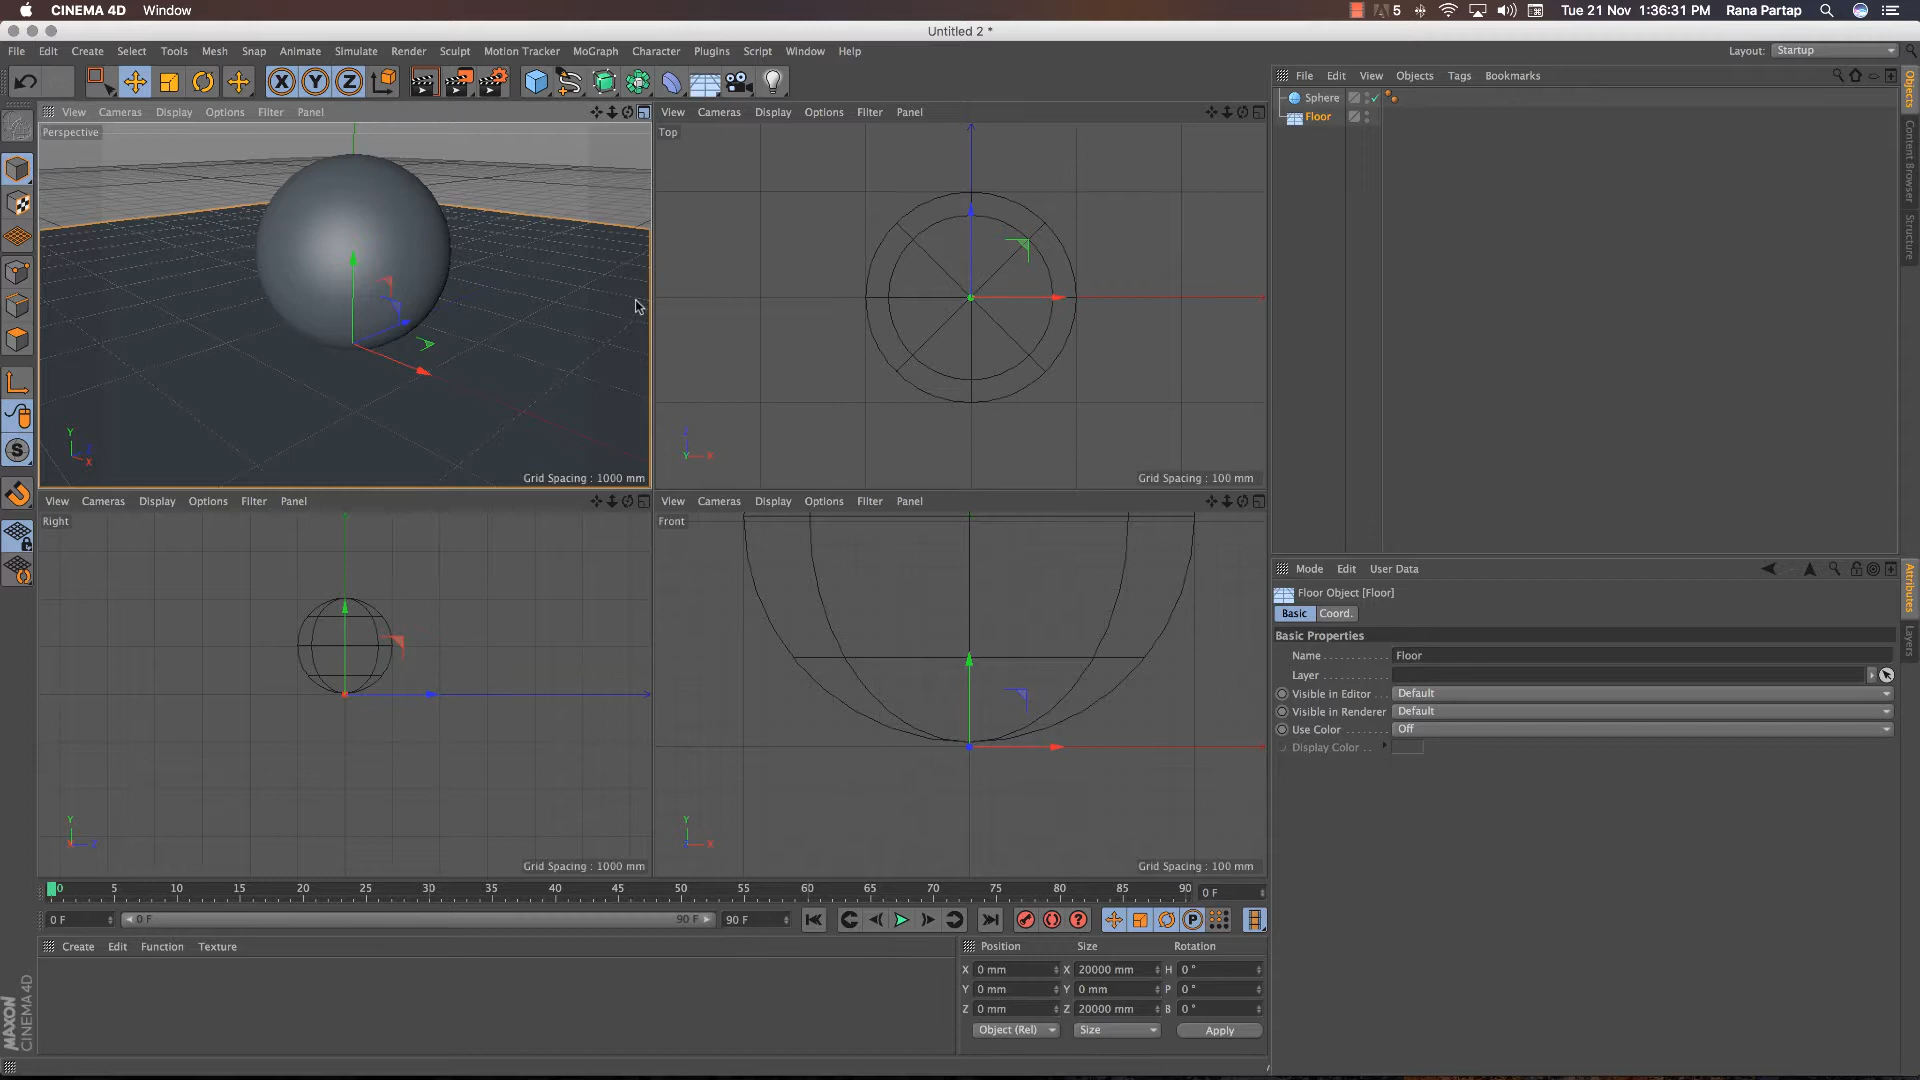 CINEMA 4D Window
5 Tue 21 Nov 1:36:31 PM Rana Partap
Untitled 2 *
File Edit Create Select Tools Mesh Snap Animate Simulate Render Sculpt Motion Tracker MoGraph Character Plugins Script Window Help Layout: Startup
X Y Z
File Edit View Objects Tags Bookmarks
View Cameras Display Options Filter Panel
View Cameras Display Options Filter Panel
Perspective
Top
Sphere
Floor
Objects
Content Browser
Structure
Y
X
Grid Spacing : 1000 mm
Y X
Grid Spacing : 100 mm
S
View Cameras Display Options Filter Panel
View Cameras Display Options Filter Panel
Right
Front
Y
Grid Spacing : 1000 mm
Y
X
Grid Spacing : 100 mm
Mode Edit User Data
Floor Object [Floor]
Basic Coord.
Basic Properties
Name Floor
Layer
Visible in Editor Default
Visible in Renderer Default
Use Color Off
Display Color
Attributes
Layers
0 5 10 15 20 25 30 35 40 45 50 55 60 65 70 75 80 85 90 0 F
0 F 0 F 90 F 90 F
P
Create Edit Function Texture
Position Size Rotation
X 0 mm X 20000 mm H 0 °
Y 0 mm Y 0 mm P 0 °
Z 0 mm Z 20000 mm B 0 °
Object (Rel) Size Apply
MAXON
CINEMA 4D